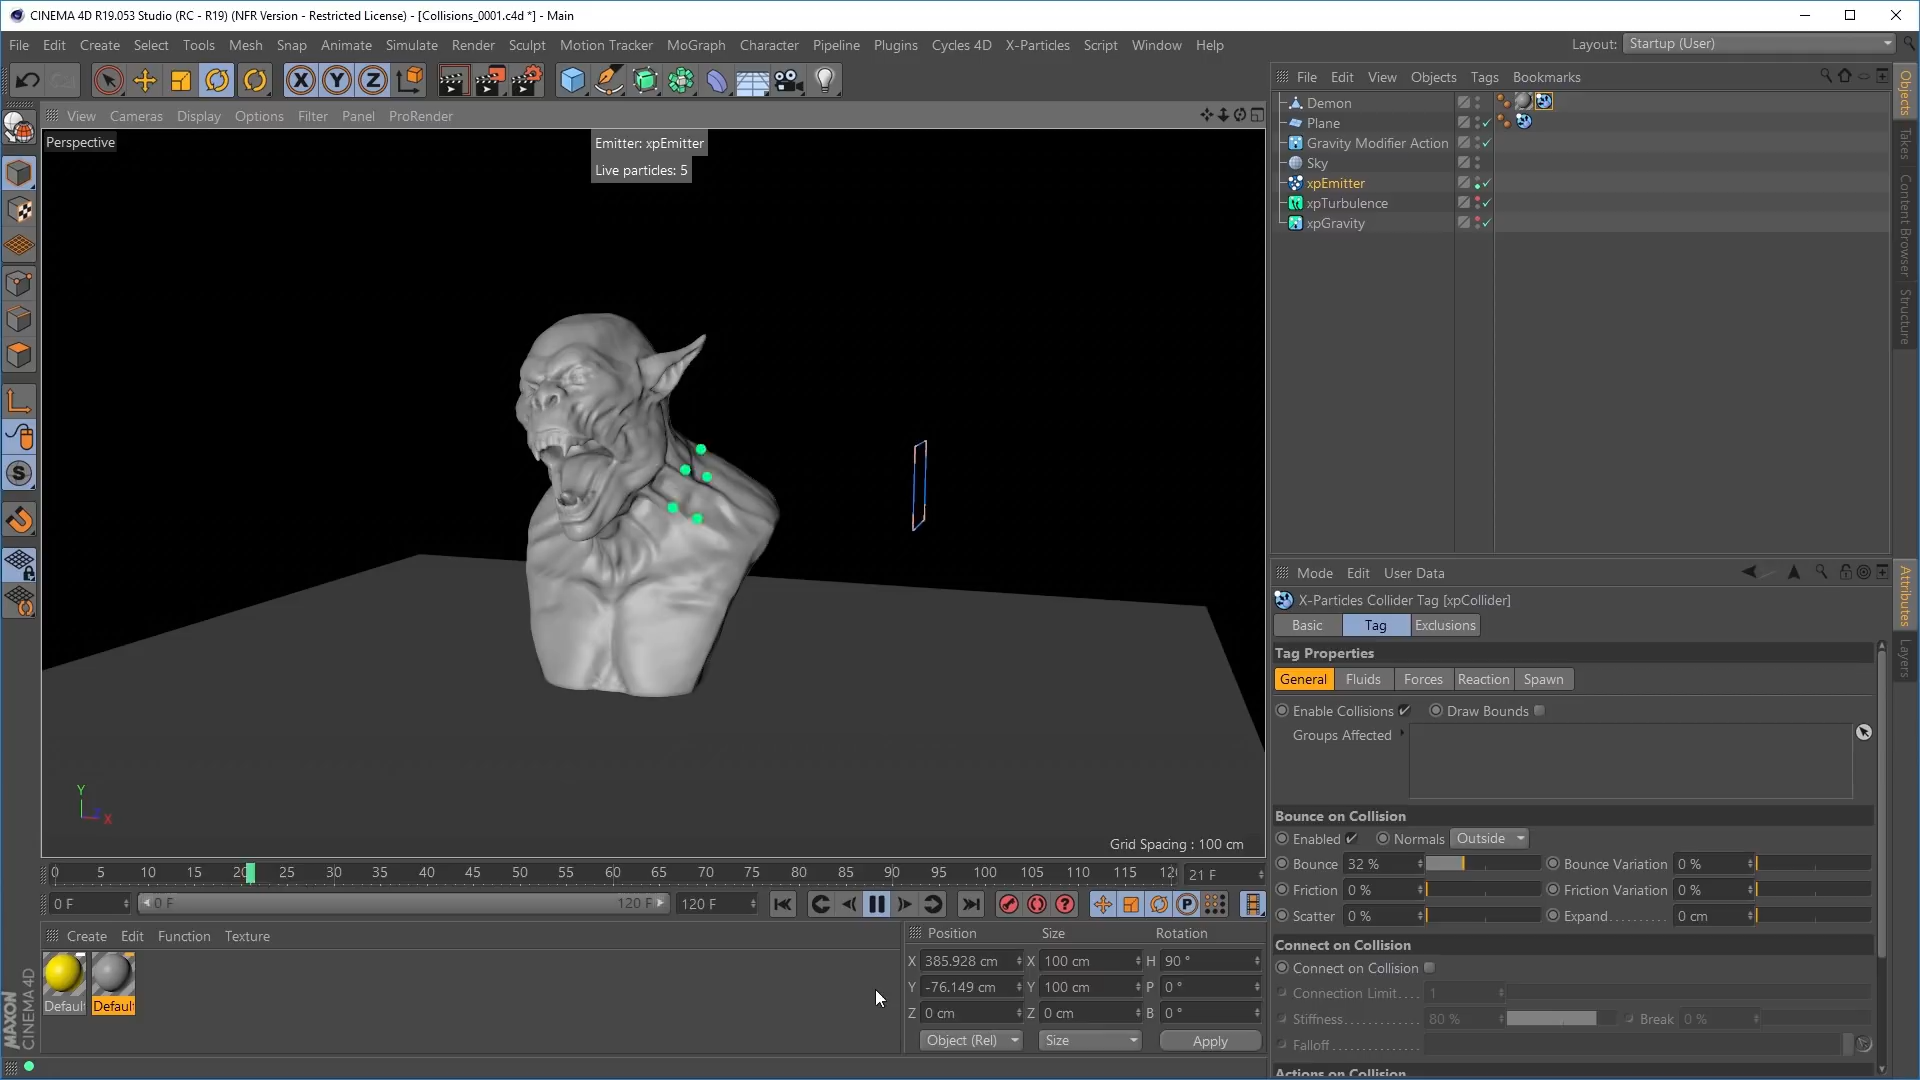 CINEMA 4D R19.053 Studio (RC - R19) (NFR Version - Restricted License) - [Collisions_0001.c4d *] - Main
File Edit Create Select Tools Mesh Snap Animate Simulate Render Sculpt Motion Tracker MoGraph Character Pipeline Plugins Cycles 4D X-Particles Script Window Help
Layout: Startup (User)
File Edit View Objects Tags Bookmarks
View Cameras Display Options Filter Panel ProRender
Perspective
Emitter: xpEmitter
Live particles: 5
Demon
Plane
Gravity Modifier Action
Sky
xpEmitter
xpTurbulence
xpGravity
Objects
Takes
Content Browser
Structure
Mode Edit User Data
X-Particles Collider Tag [xpCollider]
Basic Tag Exclusions
Tag Properties
General Fluids Forces Reaction Spawn
Enable Collisions Draw Bounds
Groups Affected
Bounce on Collision
Enabled Normals Outside
Bounce 32 % Bounce Variation 0 %
Friction 0 % Friction Variation 0 %
Scatter 0 % Expand 0 cm
Connect on Collision
Connect on Collision
Connection Limit 1
Stiffness 80 % Break 0 %
Falloff
Actions on Collision
Attributes
Layers
Y
X
Grid Spacing : 100 cm
0 5 10 15 20 25 30 35 40 45 50 55 60 65 70 75 80 85 90 95 100 105 110 115 12
21 F
0 F 0 F 120 F 120 F
Create Edit Function Texture
Defaul Defaul
Position Size Rotation
X 385.928 cm X 100 cm H 90 °
Y -76.149 cm Y 100 cm P 0 °
Z 0 cm Z 0 cm B 0 °
Object (Rel) Size Apply
MAXON
CINEMA 4D